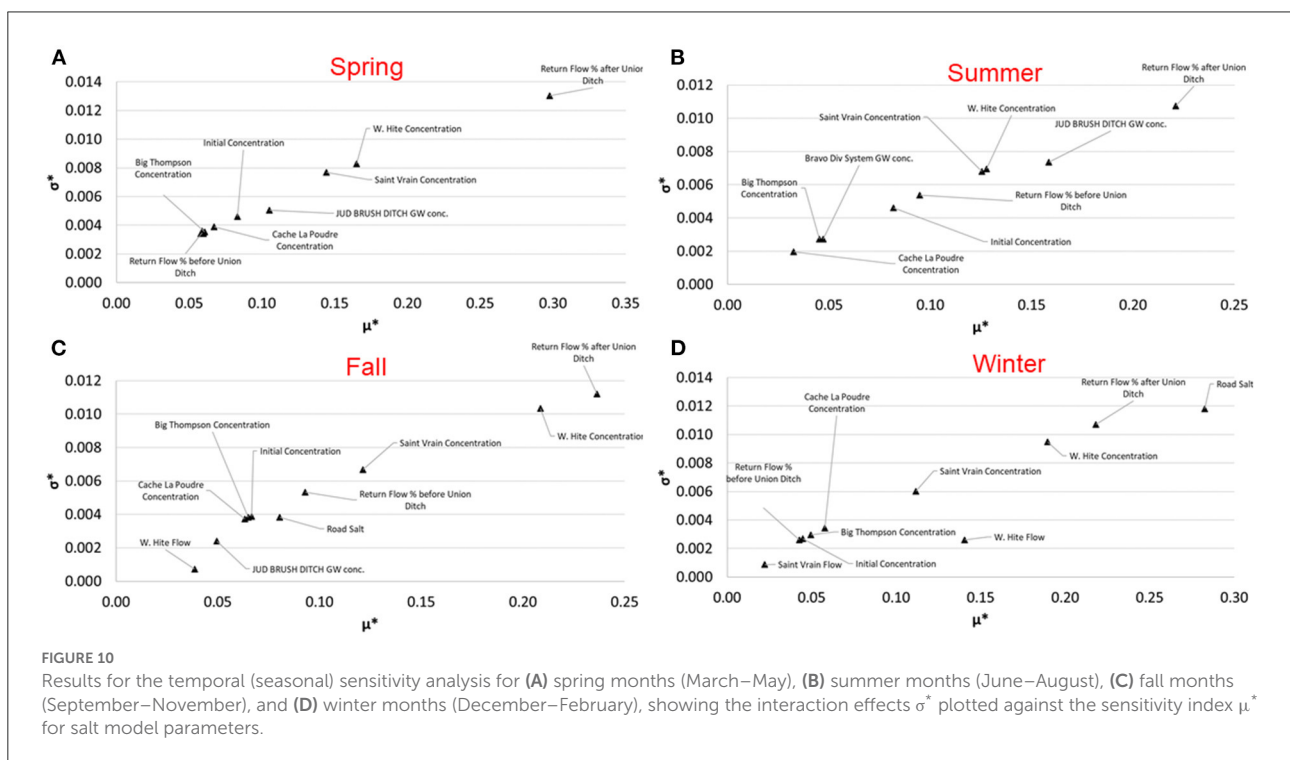 A
Spring
0.014
0.012
0.010
0.008
0.006
0.004
0.002
0.000
0.00 0.05 0.10 0.15 0.20 0.25 0.30 0.35
σ*
μ*
Return Flow % after Union
Ditch
W. Hite Concentration
Initial Concentration
Big Thompson
Concentration
Saint Vrain Concentration
JUD BRUSH DITCH GW conc.
Cache La Poudre
Concentration
Return Flow % before Union
Ditch
B
Summer
0.012
0.010
0.008
0.006
0.004
0.002
0.000
0.00 0.05 0.10 0.15 0.20 0.25
σ*
μ*
Return Flow % after Union
Ditch
W. Hite Concentration
Saint Vrain Concentration
JUD BRUSH DITCH GW conc.
Bravo Div System GW conc.
Big Thompson
Concentration
Return Flow % before Union
Ditch
Initial Concentration
Cache La Poudre
Concentration
C
Fall
0.012
0.010
0.008
0.006
0.004
0.002
0.000
0.00 0.05 0.10 0.15 0.20 0.25
σ*
μ*
Return Flow % after Union
Ditch
W. Hite Concentration
Big Thompson Concentration
Initial Concentration
Saint Vrain Concentration
Cache La Poudre
Concentration
Return Flow % before Union
Ditch
Road Salt
W. Hite Flow
JUD BRUSH DITCH GW conc.
D
Winter
0.014
0.012
0.010
0.008
0.006
0.004
0.002
0.000
0.00 0.05 0.10 0.15 0.20 0.25 0.30
σ*
μ*
Road Salt
Return Flow % after Union
Ditch
Cache La Poudre
Concentration
W. Hite Concentration
Return Flow %
before Union Ditch
Saint Vrain Concentration
Big Thompson Concentration
W. Hite Flow
Saint Vrain Flow
Initial Concentration
FIGURE 10
Results for the temporal (seasonal) sensitivity analysis for (A) spring months (March–May), (B) summer months (June–August), (C) fall months
(September–November), and (D) winter months (December–February), showing the interaction effects σ* plotted against the sensitivity index μ*
for salt model parameters.